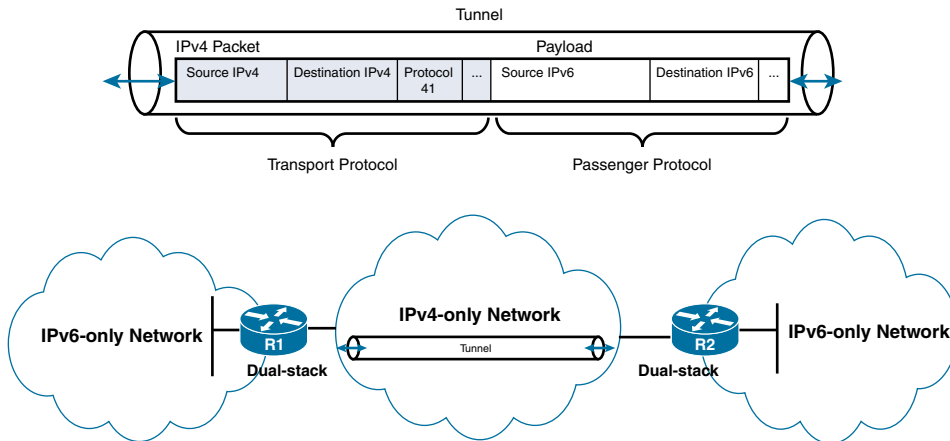 Tunnel
IPv4 Packet
Payload
Source IPv4
Destination IPv4
Protocol
41
...
Source IPv6
Destination IPv6
...
Transport Protocol
Passenger Protocol
IPv6-only Network
R1
Dual-stack
IPv4-only Network
Tunnel
R2
Dual-stack
IPv6-only Network